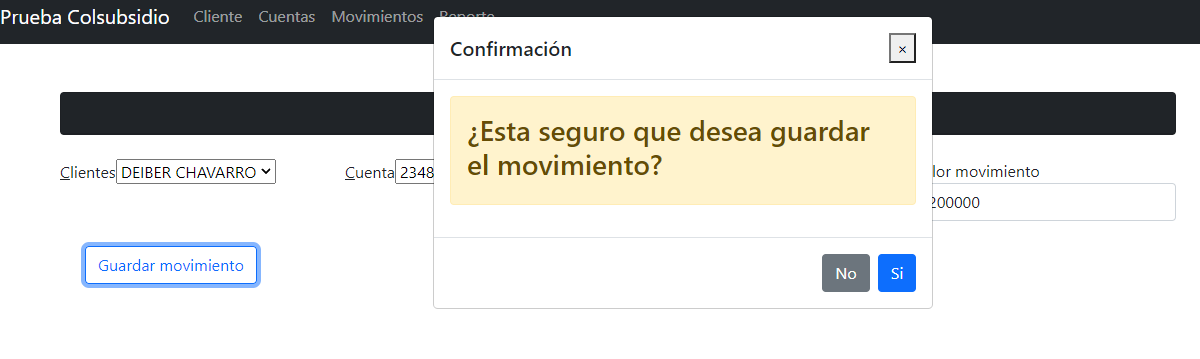 Prueba Colsubsidio Cliente Cuentas Movimientos Reporte
Confirmación ×
¿Esta seguro que desea guardar
el movimiento?
Clientes DEIBER CHAVARRO Cuenta 2348 lor movimiento
200000
Guardar movimiento
No Si